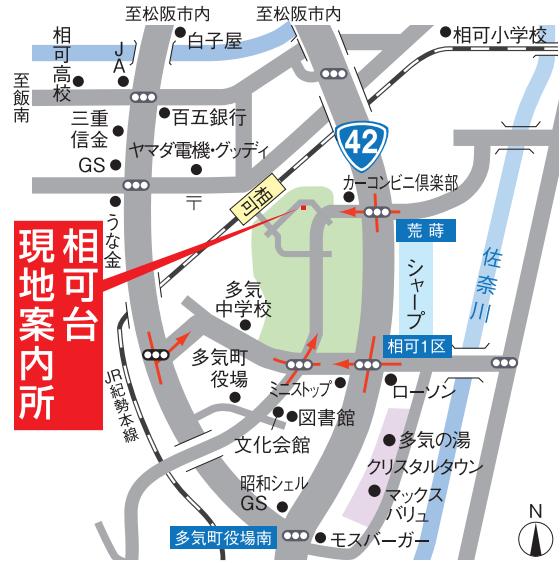 至松阪市内
至松阪市内
白子屋
相可小学校
相可高校
JA
至飯南
百五銀行
三重
信金
ヤマダ電機・グッディ
GS
42
相可
カーコンビニ倶楽部
〒
うな金
荒蒔
相可台
現地案内所
シャープ
佐奈川
多気
中学校
相可1区
多気町
役場
ミニストップ
ローソン
JR紀勢本線
図書館
文化会館
多気の湯
クリスタルタウン
昭和シェル
GS
マックス
バリュ
多気町役場南
モスバーガー
N